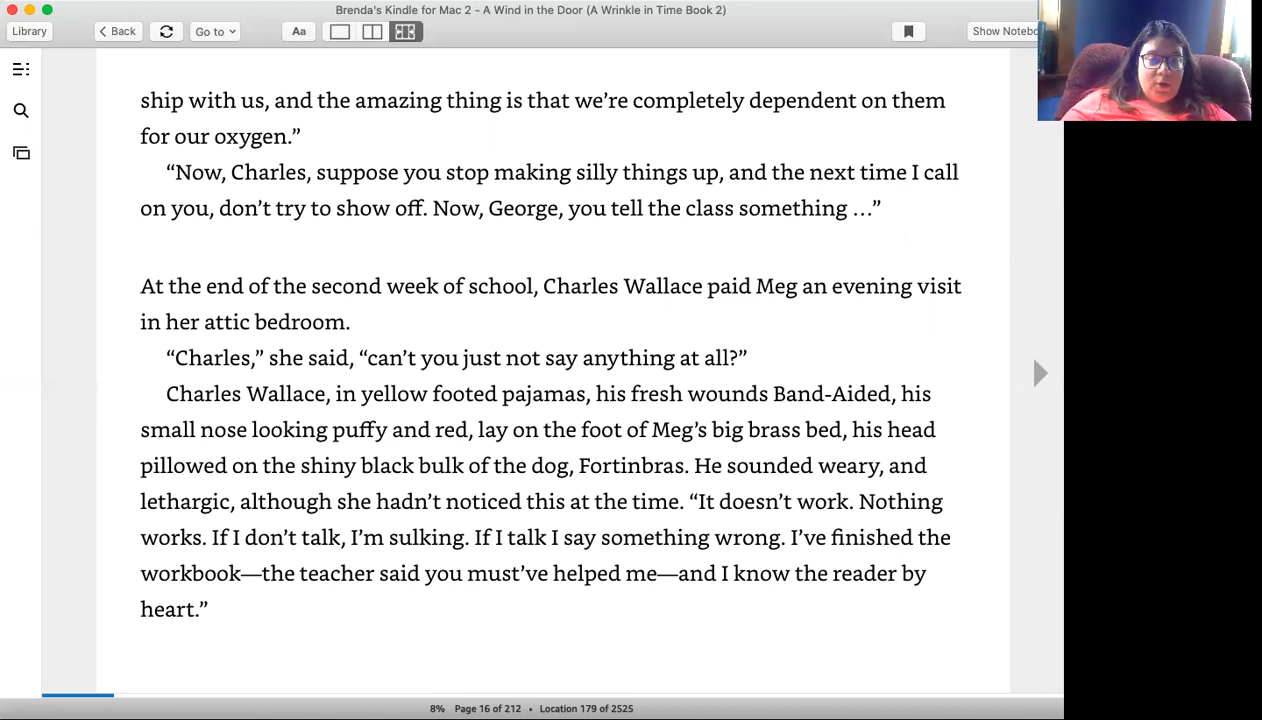 Brenda's Kindle for Mac 2 - A Wind in the Door (A Wrinkle in Time Book 2)
Library
Back
Go to
Aa
Show Notebo
ship with us, and the amazing thing is that we're completely dependent on them
for our oxygen."
"Now, Charles, suppose you stop making silly things up, and the next time I call
on you, don't try to show off. Now, George, you tell the class something …"
At the end of the second week of school, Charles Wallace paid Meg an evening visit
in her attic bedroom.
"Charles," she said, "can't you just not say anything at all?"
Charles Wallace, in yellow footed pajamas, his fresh wounds Band-Aided, his
small nose looking puffy and red, lay on the foot of Meg's big brass bed, his head
pillowed on the shiny black bulk of the dog, Fortinbras. He sounded weary, and
lethargic, although she hadn't noticed this at the time. "It doesn't work. Nothing
works. If I don't talk, I'm sulking. If I talk I say something wrong. I've finished the
workbook—the teacher said you must've helped me—and I know the reader by
heart."
8% Page 16 of 212 • Location 179 of 2525